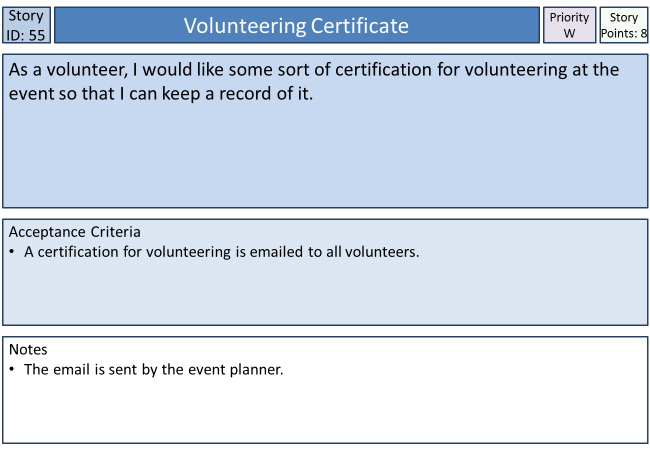 Story
ID: 55
Volunteering Certificate
Priority
W
Story
Points: 8
As a volunteer, I would like some sort of certification for volunteering at the
event so that I can keep a record of it.
Acceptance Criteria
• A certification for volunteering is emailed to all volunteers.
Notes
• The email is sent by the event planner.